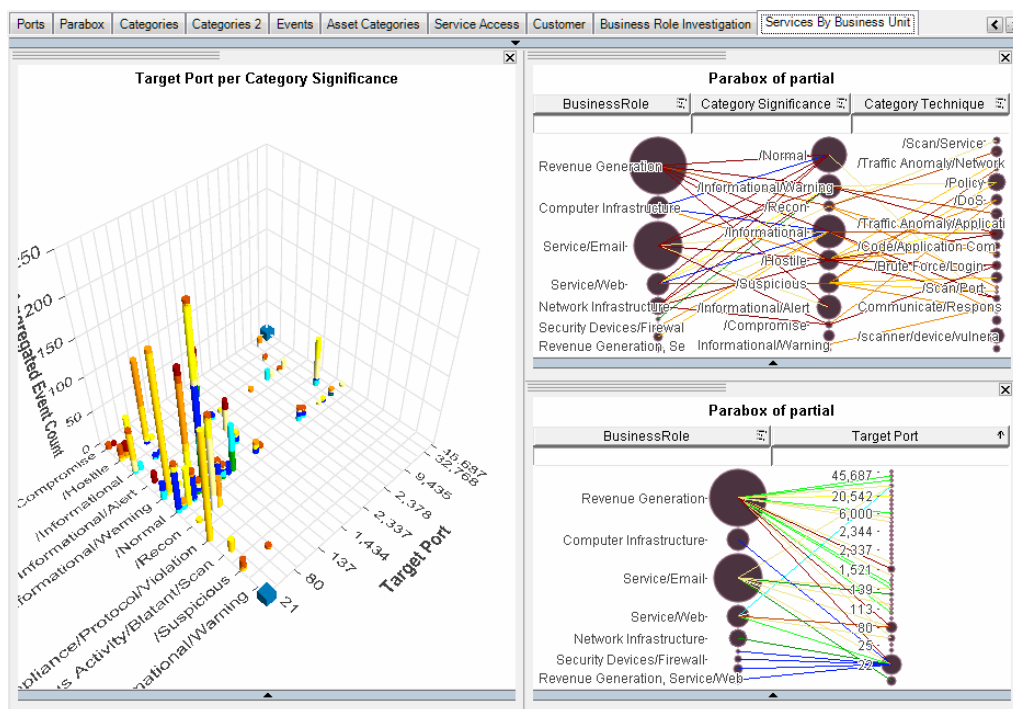 Ports Parabox Categories Categories 2 Events Asset Categories Service Access Customer Business Role Investigation Services By Business Unit
Target Port per Category Significance
250
200
150
100
50
0
ggregated Event Count
Compromise
/Hostile
/Informational
nformational/Alert
ormational/Warning
/Normal
/Recon
mpliance/Protocol/Violation
us Activity/Blatant/Scan
/Suspicious
national/Warning
21
80
137
1,434
2,337
2,378
9,435
32,768
45,687
Target Port
Parabox of partial
BusinessRole Category Significance Category Technique
Revenue Generation
Computer Infrastructure
Service/Email
Service/Web
Network Infrastructure
Security Devices/Firewal
Revenue Generation, Se
/Normal
/Informational/Warning
/Recon
/Informational
/Hostile
/Suspicious
/Informational/Alert
/Compromise
Informational/Warning
/Scan/Service
/Traffic Anomaly/Network
/Policy
/DoS
/Traffic Anomaly/Applicati
/Code/Application Com
/Brute Force/Login
/Scan/Port
Communicate/Respons
/scanner/device/vulnera
Parabox of partial
BusinessRole Target Port
Revenue Generation
Computer Infrastructure
Service/Email
Service/Web
Network Infrastructure
Security Devices/Firewall
Revenue Generation, Service/Web
45,687
20,542
6,000
2,344
2,337
1,521
139
113
80
25
22